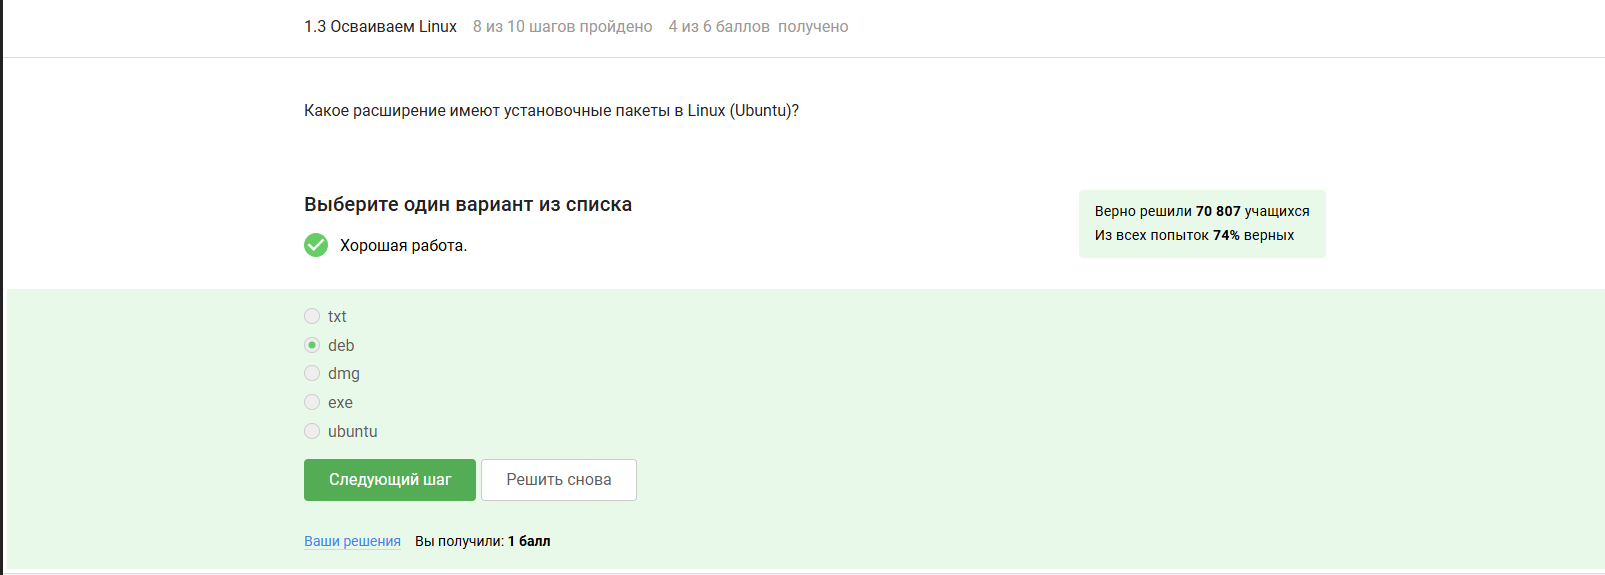 1.3 Осваиваем Linux 8 из 10 шагов пройдено 4 из 6 баллов получено
Какое расширение имеют установочные пакеты в Linux (Ubuntu)?
Выберите один вариант из списка
Хорошая работа.
Верно решили 70 807 учащихся
Из всех попыток 74% верных
txt
deb
dmg
exe
ubuntu
Следующий шаг Решить снова
Ваши решения Вы получили: 1 балл